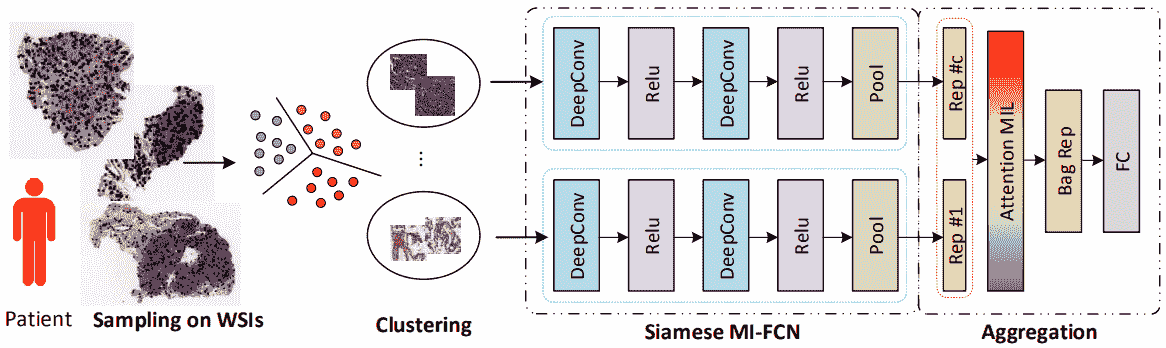 DeepConv
Relu
DeepConv
Relu
Pool
Rep #c
Attention MIL
Bag Rep
FC
...
DeepConv
Relu
DeepConv
Relu
Pool
Rep #1
Patient
Sampling on WSIs
Clustering
Siamese MI-FCN
Aggregation